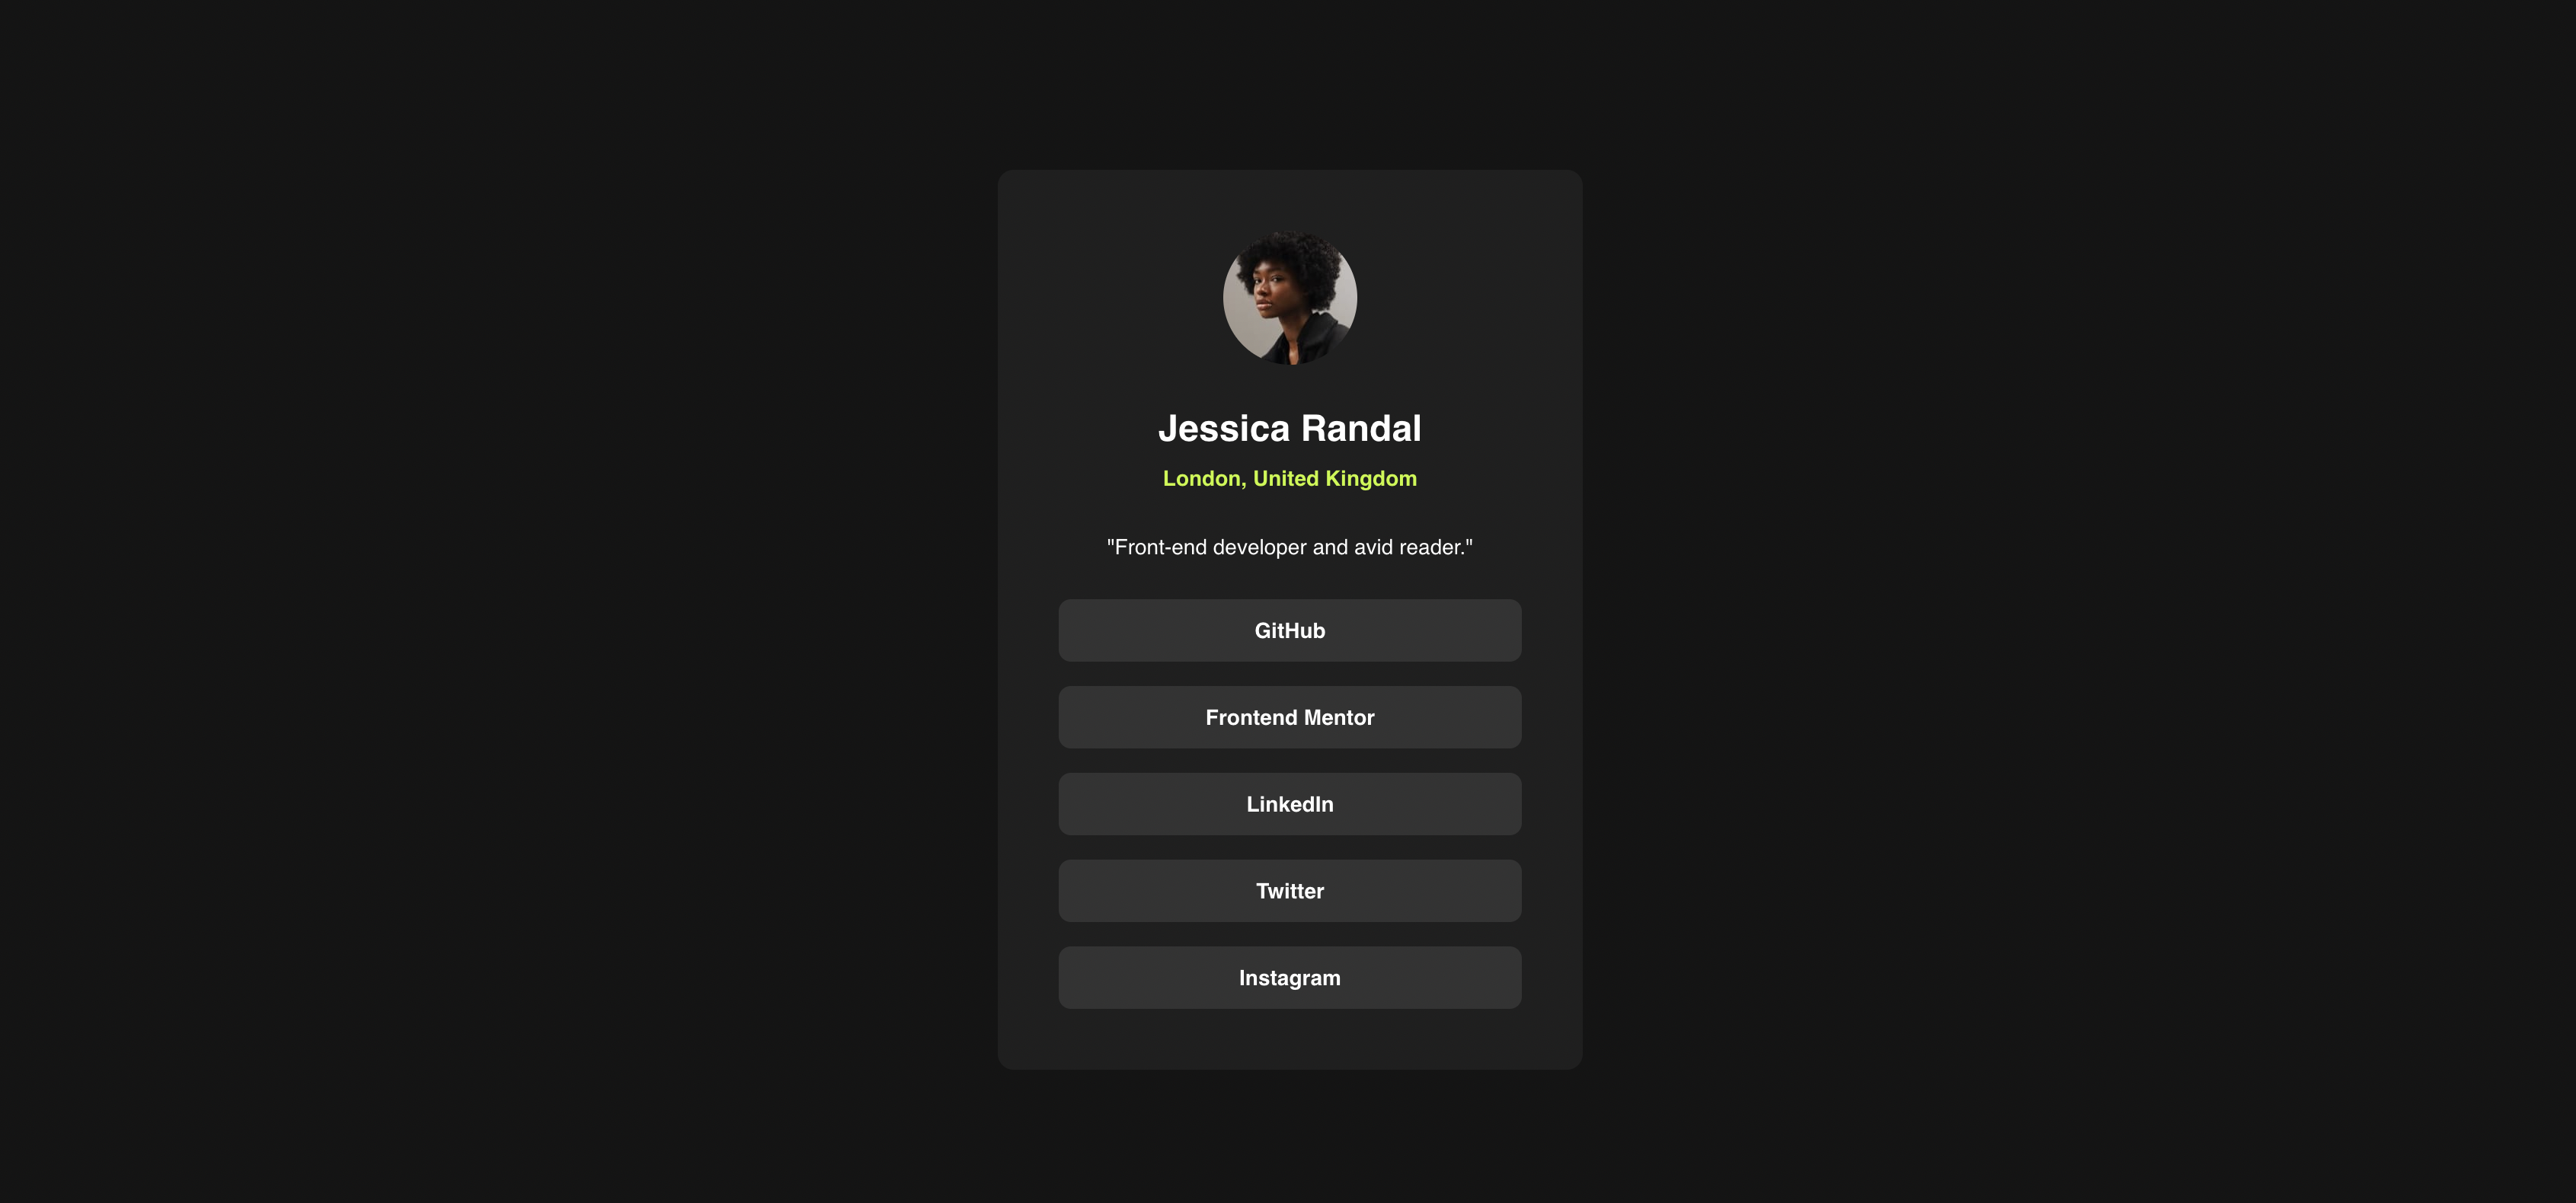 Jessica Randal
London, United Kingdom
"Front-end developer and avid reader."
GitHub
Frontend Mentor
LinkedIn
Twitter
Instagram